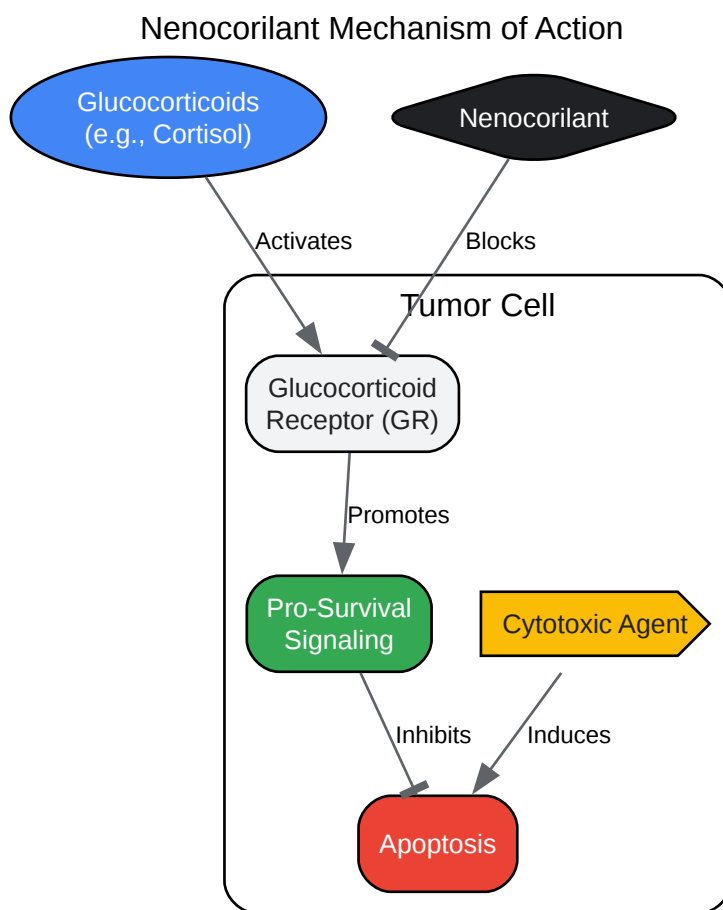 Nenocorilant Mechanism of Action
Glucocorticoids
(e.g., Cortisol)
Nenocorilant
Activates
Blocks
Tumor Cell
Glucocorticoid
Receptor (GR)
Promotes
Pro-Survival
Signaling
Cytotoxic Agent
Inhibits
Induces
Apoptosis